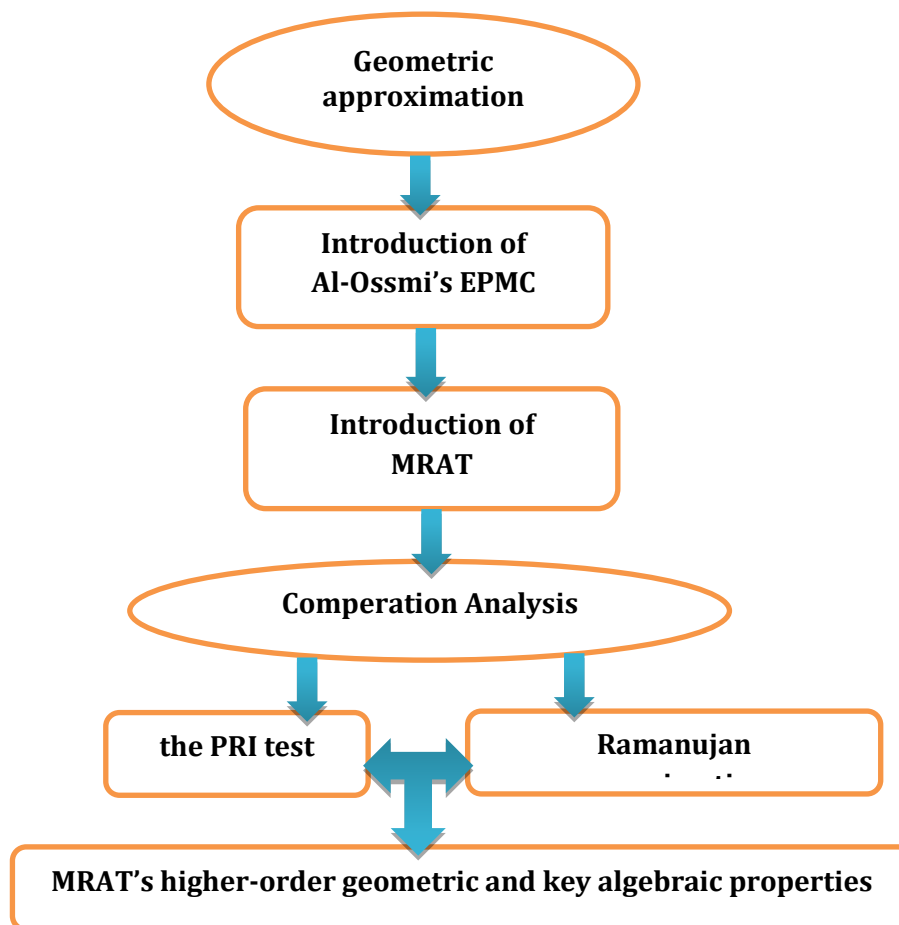 Geometric
approximation
Introduction of
Al-Ossmi’s EPMC
Introduction of
MRAT
Comperation Analysis
the PRI test
Ramanujan
MRAT’s higher-order geometric and key algebraic properties